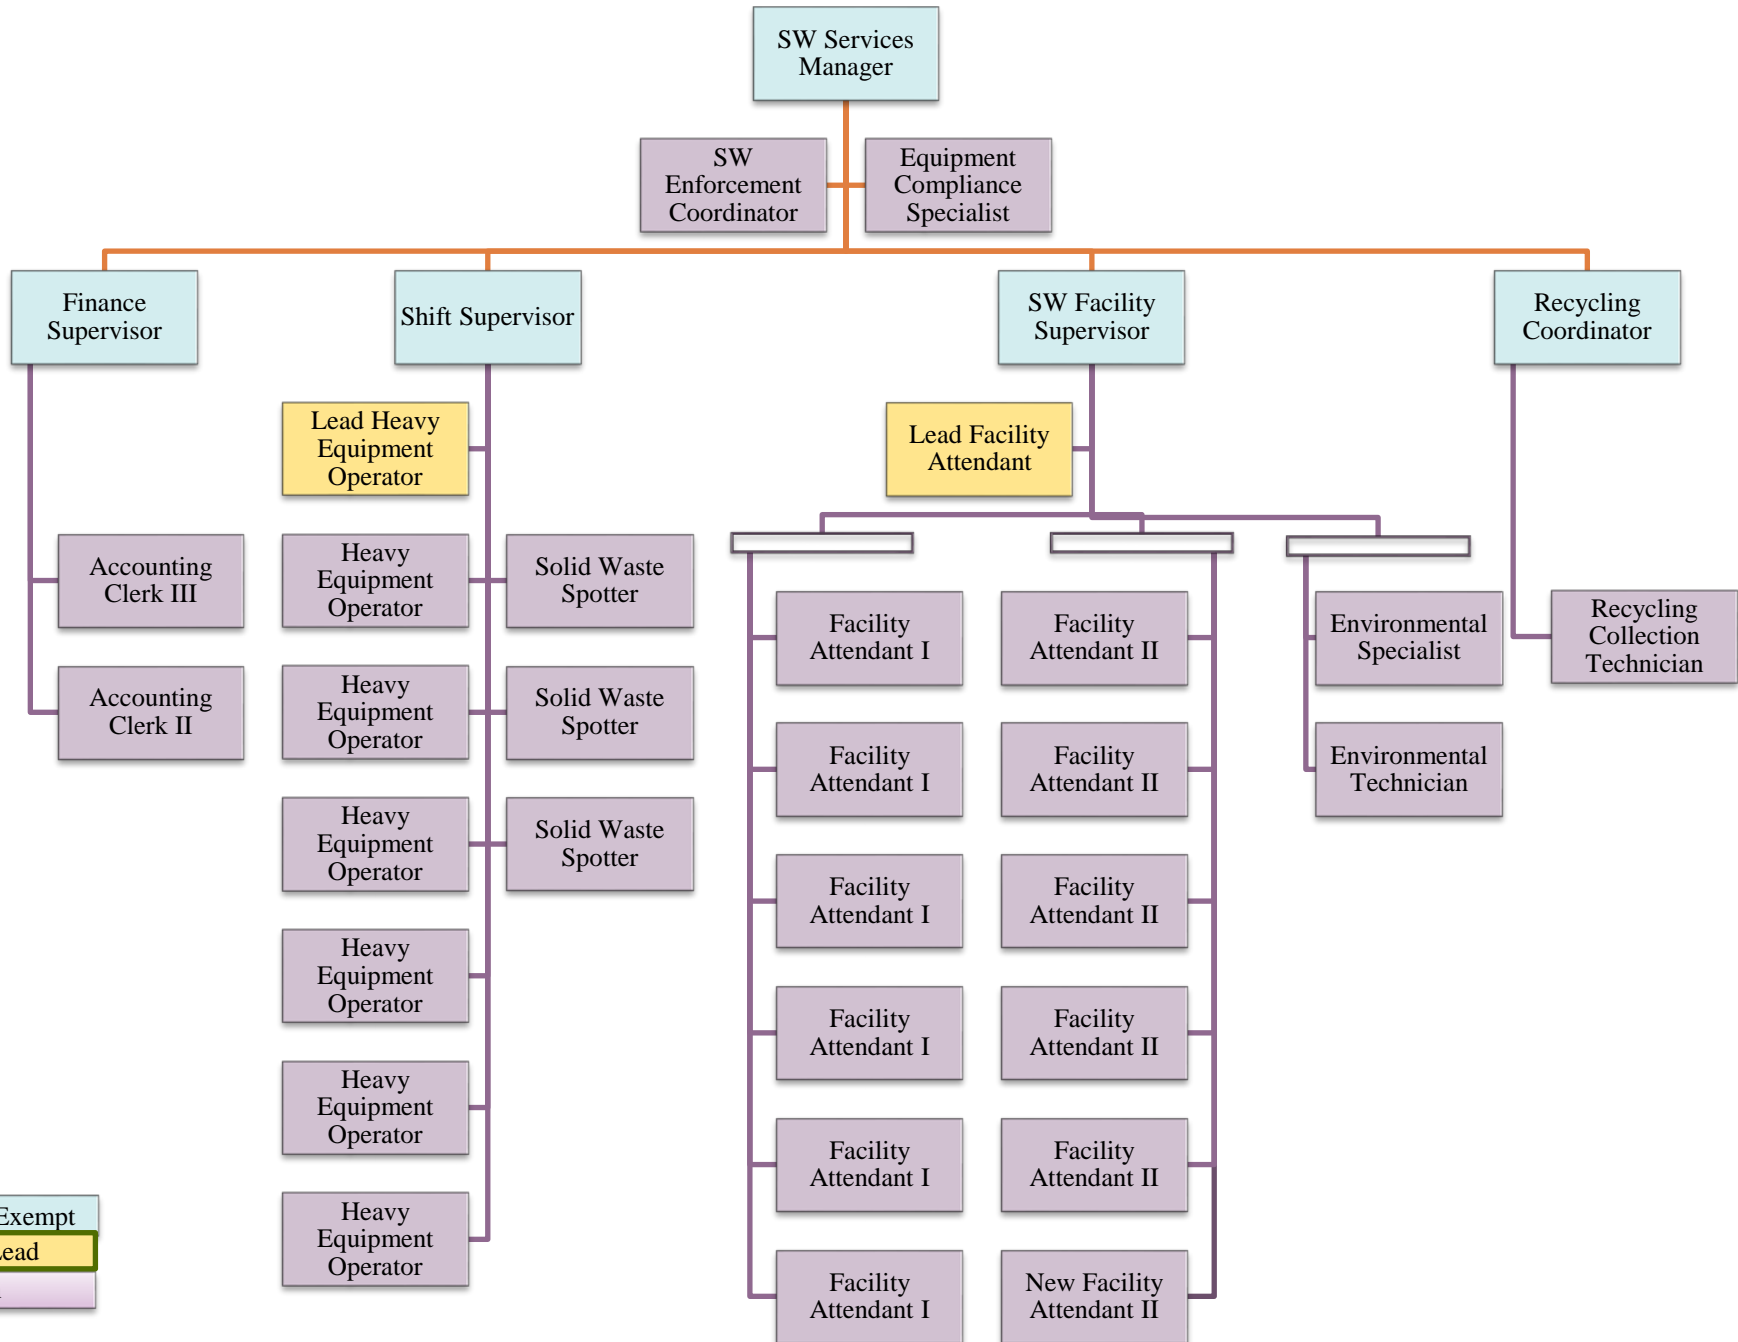 SW Services
Manager
SW
Enforcement
Coordinator
Equipment
Compliance
Specialist
Finance
Supervisor
Shift Supervisor
SW Facility
Supervisor
Recycling
Coordinator
Lead Heavy
Equipment
Operator
Lead Facility
Attendant
Accounting
Clerk III
Heavy
Equipment
Operator
Solid Waste
Spotter
Facility
Attendant I
Facility
Attendant II
Environmental
Specialist
Recycling
Collection
Technician
Accounting
Clerk II
Heavy
Equipment
Operator
Solid Waste
Spotter
Facility
Attendant I
Facility
Attendant II
Environmental
Technician
Heavy
Equipment
Operator
Solid Waste
Spotter
Facility
Attendant I
Facility
Attendant II
Heavy
Equipment
Operator
Facility
Attendant I
Facility
Attendant II
Heavy
Equipment
Operator
Facility
Attendant I
Facility
Attendant II
Heavy
Equipment
Operator
Facility
Attendant I
New Facility
Attendant II
Exempt
ead